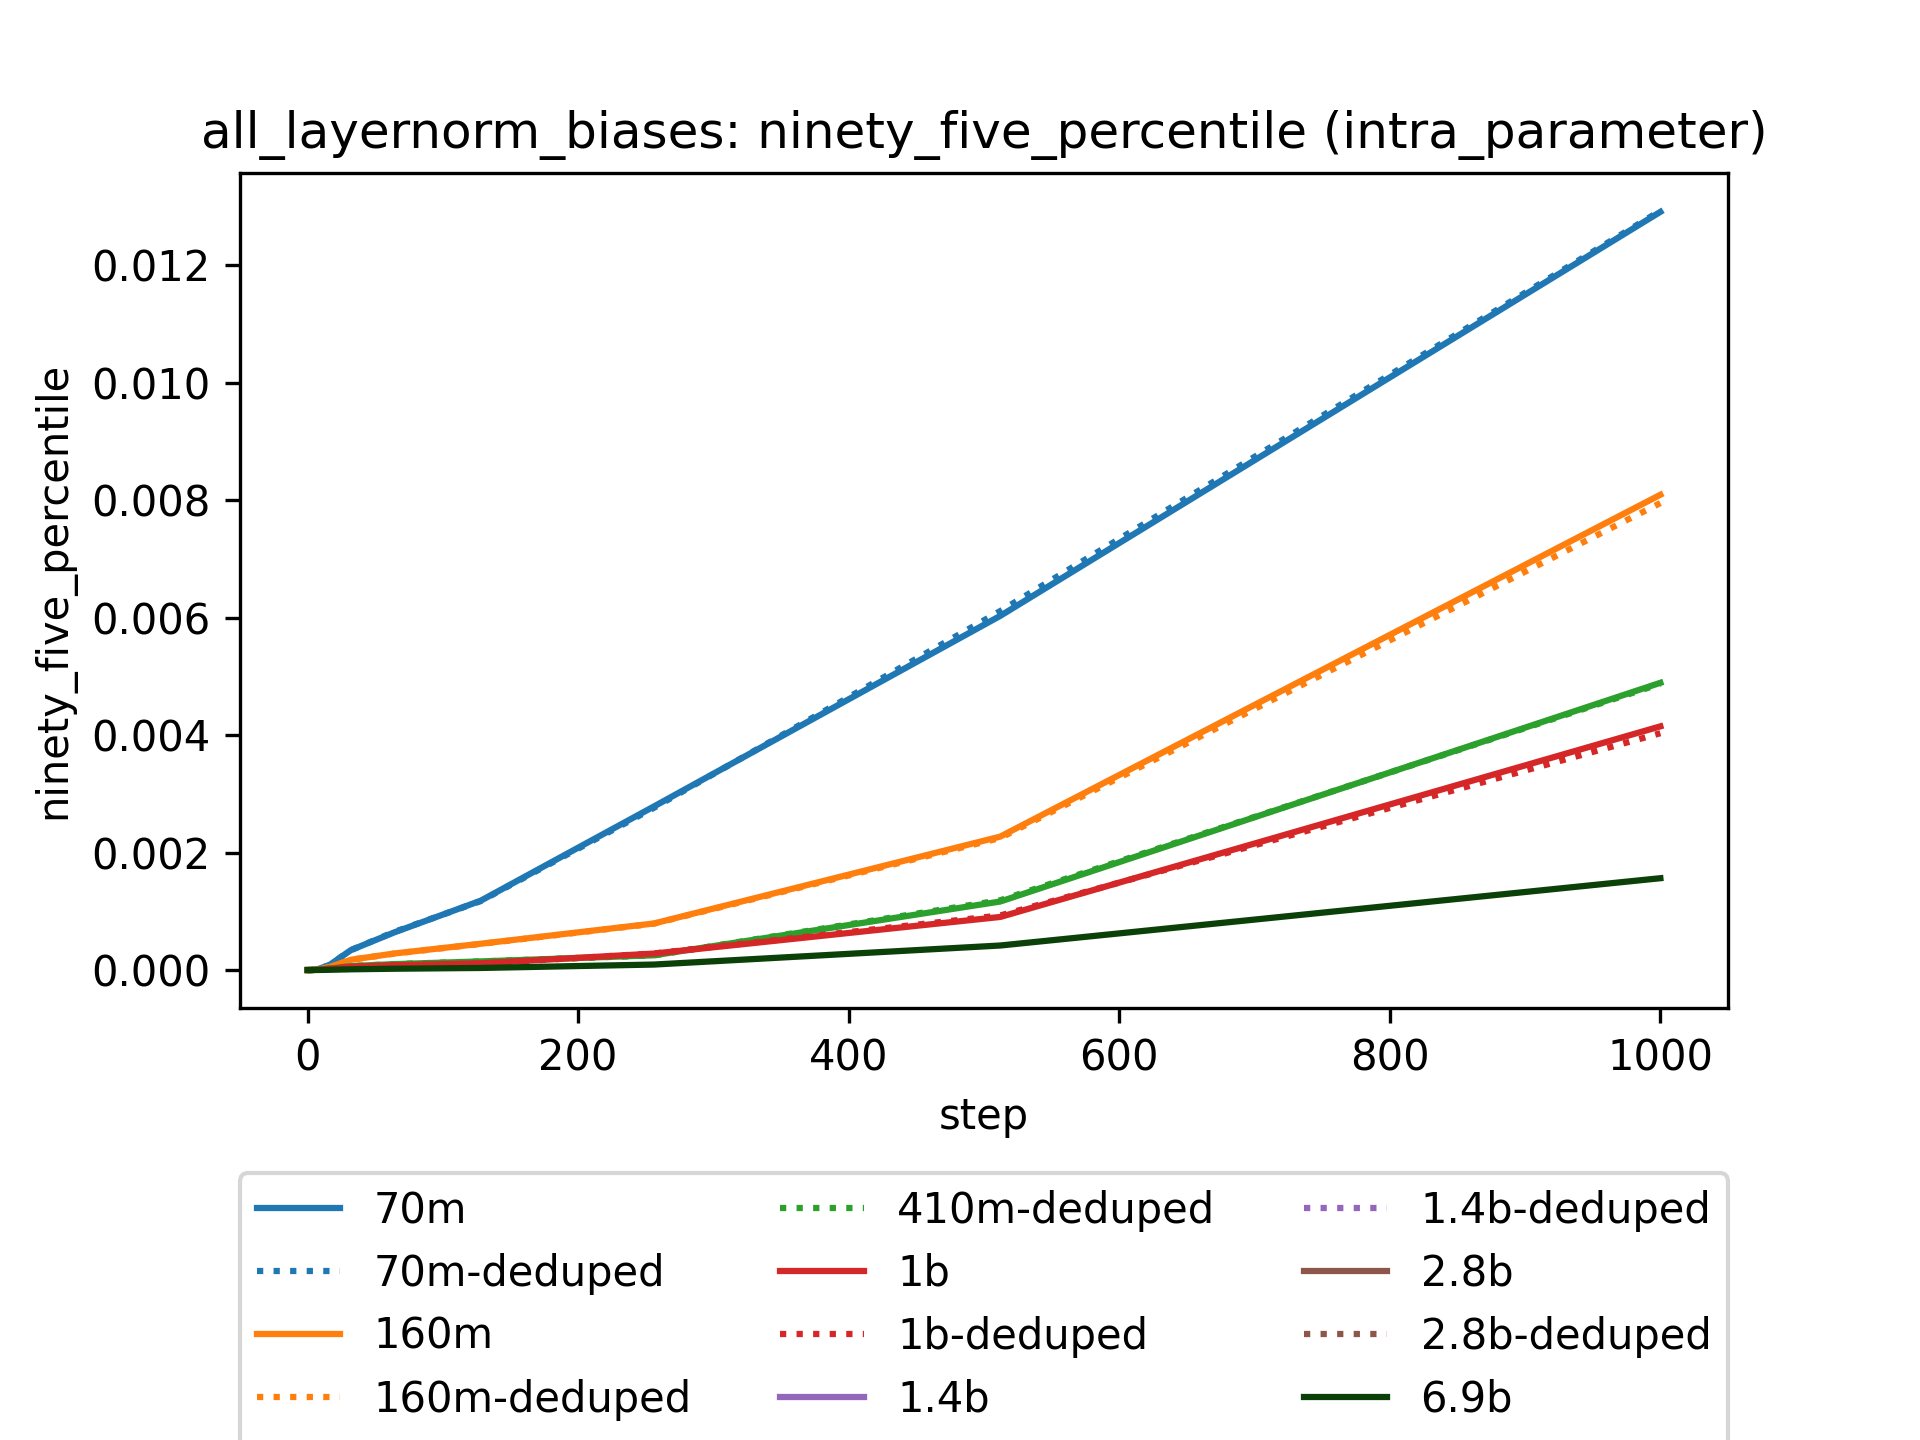 all_layernorm_biases: ninety_five_percentile (intra_parameter)
ninety_five_percentile
0.012
0.010
0.008
0.006
0.004
0.002
0.000
0 200 400 600 800 1000
step
70m 410m-deduped 1.4b-deduped
70m-deduped 1b 2.8b
160m 1b-deduped 2.8b-deduped
160m-deduped 1.4b 6.9b